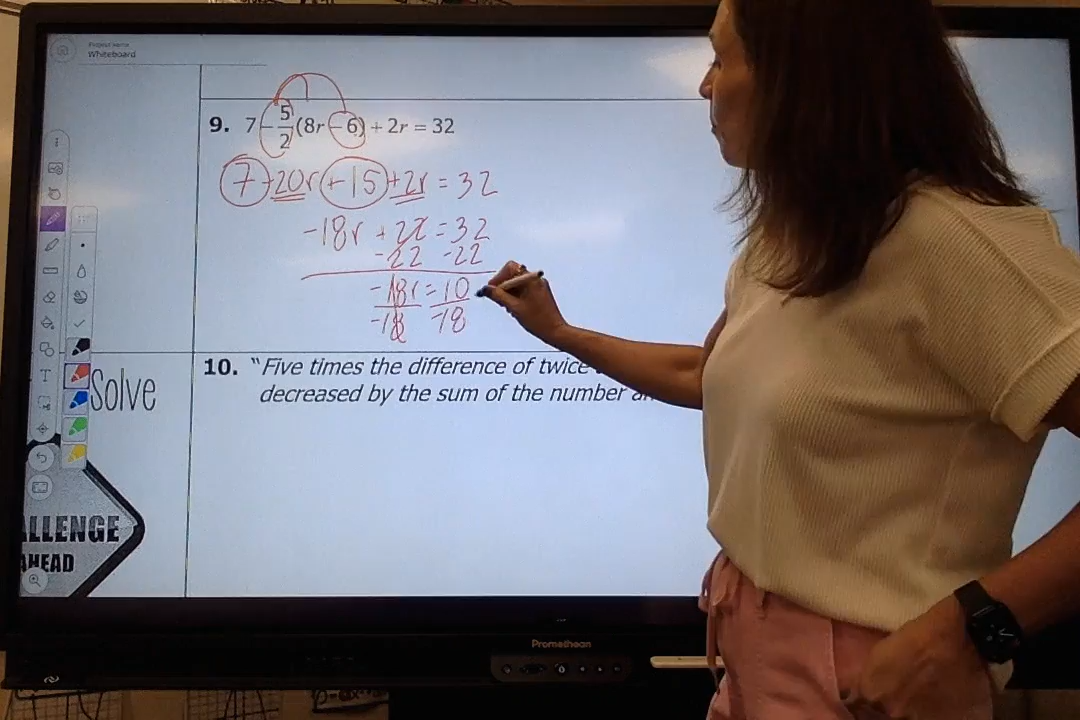 Project name
Whiteboard
9. 7 - 5/2 (8r - 6) + 2r = 32
7 - 20r + 15 + 2r = 32
-18r + 22 = 32
-22 -22
-18r = 10
-18 -18
10. "Five times the difference of twice
decreased by the sum of the number
Solve
ALLENGE
AHEAD
T
Promethean